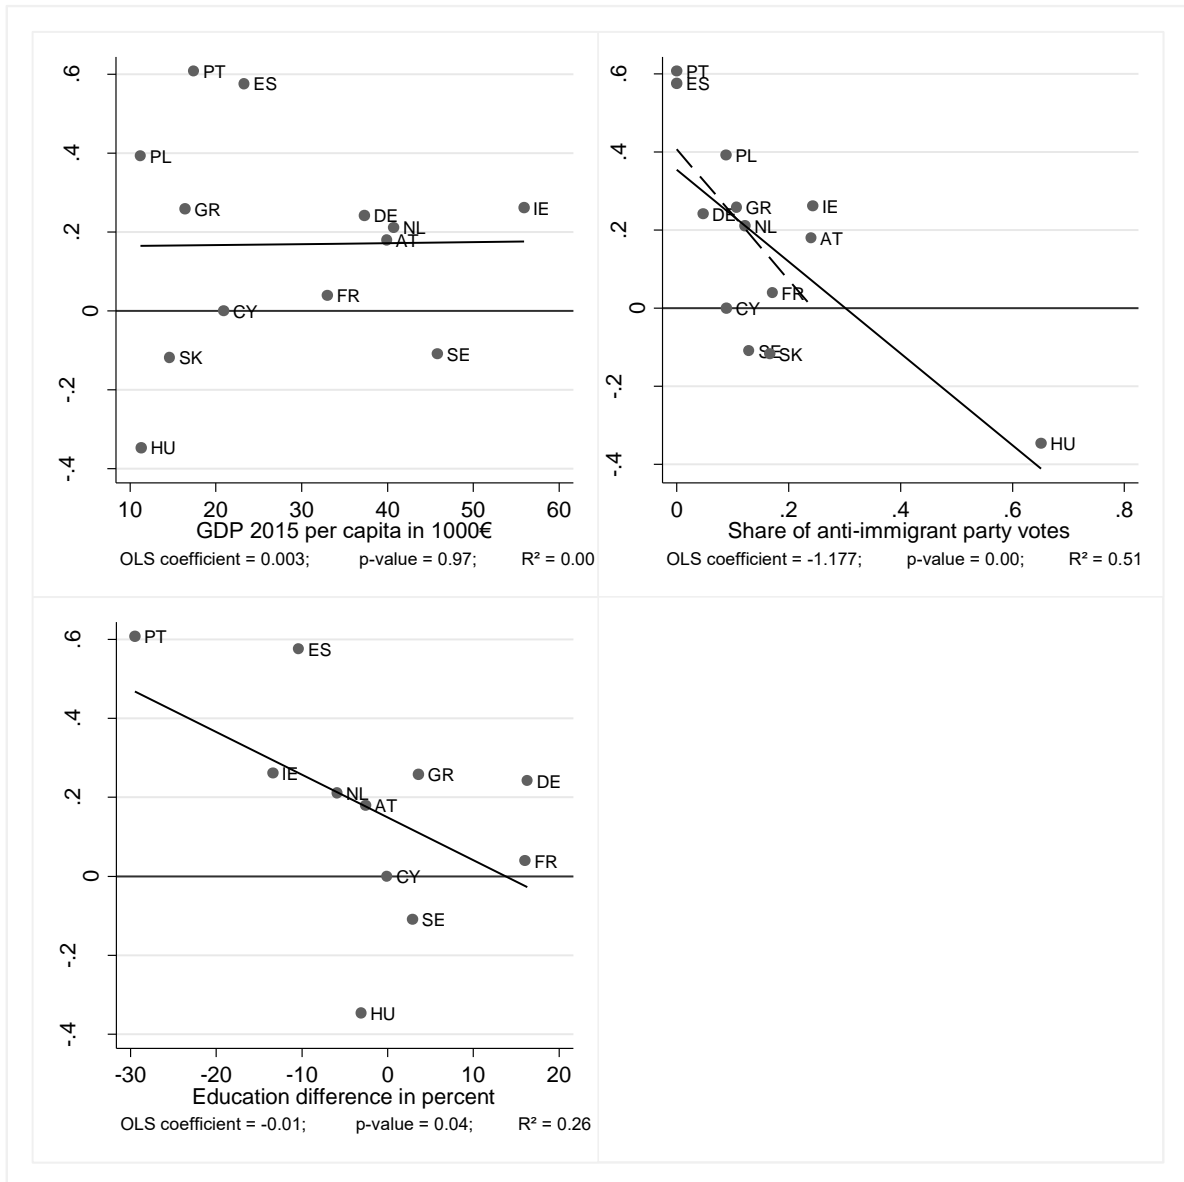 .6
.4
.2
0
-.2
-.4
PT
ES
PL
GR
DE
NL
IE
AT
FR
CY
SK
SE
HU
10 20 30 40 50 60
GDP 2015 per capita in 1000€
OLS coefficient = 0.003; p-value = 0.97; R² = 0.00
.6
.4
.2
0
-.2
-.4
PT
ES
PL
GR
IE
DE
NL
AT
FR
CY
SE
SK
HU
0 .2 .4 .6 .8
Share of anti-immigrant party votes
OLS coefficient = -1.177; p-value = 0.00; R² = 0.51
.6
.4
.2
0
-.2
-.4
PT
ES
IE
GR
DE
NL
AT
FR
CY
SE
HU
-30 -20 -10 0 10 20
Education difference in percent
OLS coefficient = -0.01; p-value = 0.04; R² = 0.26